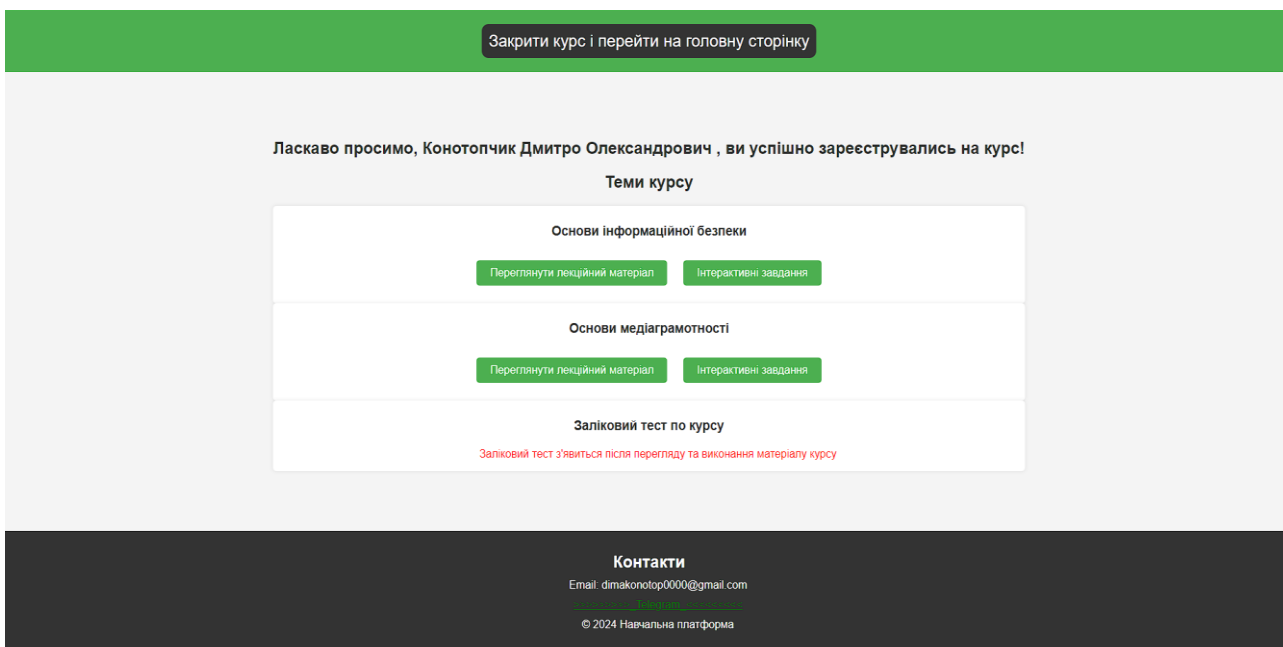 Закрити курс і перейти на головну сторінку
Ласкаво просимо, Конотопчик Дмитро Олександрович , ви успішно зареєструвались на курс!
Теми курсу
Основи інформаційної безпеки
Переглянути лекційний матеріал Інтерактивні завдання
Основи медіаграмотності
Переглянути лекційний матеріал Інтерактивні завдання
Заліковий тест по курсу
Заліковий тест з'явиться після перегляду та виконання матеріалу курсу
Контакти
Email: dimakonotop0000@gmail.com
Telegram
© 2024 Навчальна платформа